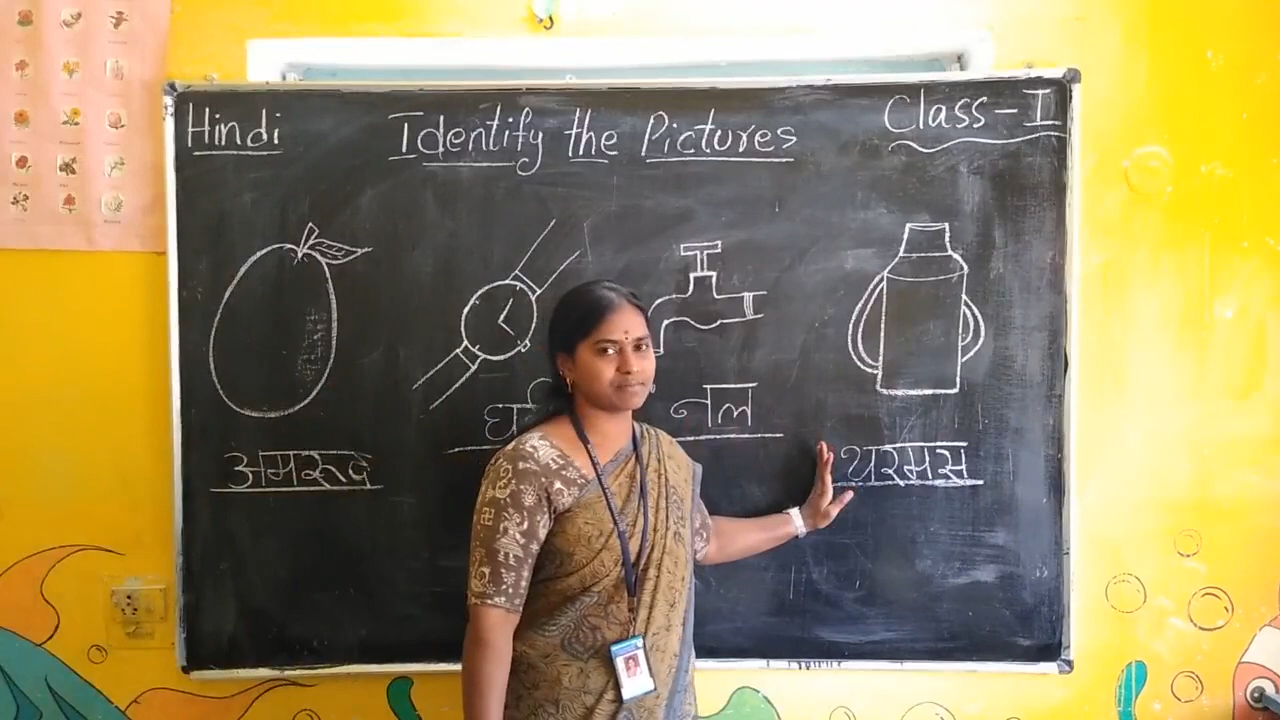 Hindi
Identify the Pictures
Class-I
अमरूद
नल
थरमस